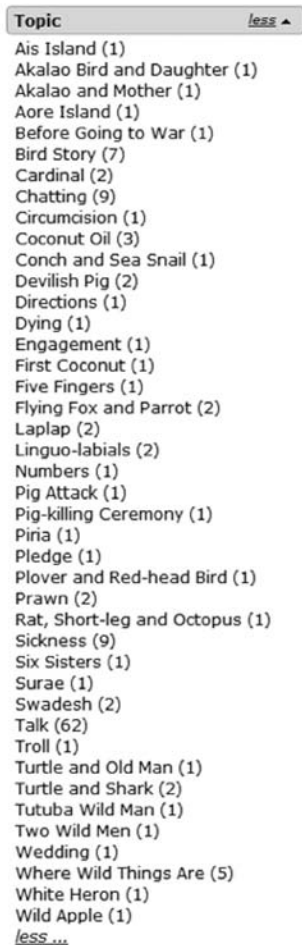 Topic less ▲
Ais Island (1)
Akalao Bird and Daughter (1)
Akalao and Mother (1)
Aore Island (1)
Before Going to War (1)
Bird Story (7)
Cardinal (2)
Chatting (9)
Circumcision (1)
Coconut Oil (3)
Conch and Sea Snail (1)
Devilish Pig (2)
Directions (1)
Dying (1)
Engagement (1)
First Coconut (1)
Five Fingers (1)
Flying Fox and Parrot (2)
Laplap (2)
Linguo-labials (2)
Numbers (1)
Pig Attack (1)
Pig-killing Ceremony (1)
Piria (1)
Pledge (1)
Plover and Red-head Bird (1)
Prawn (2)
Rat, Short-leg and Octopus (1)
Sickness (9)
Six Sisters (1)
Surae (1)
Swadesh (2)
Talk (62)
Troll (1)
Turtle and Old Man (1)
Turtle and Shark (2)
Tutuba Wild Man (1)
Two Wild Men (1)
Wedding (1)
Where Wild Things Are (5)
White Heron (1)
Wild Apple (1)
less ...